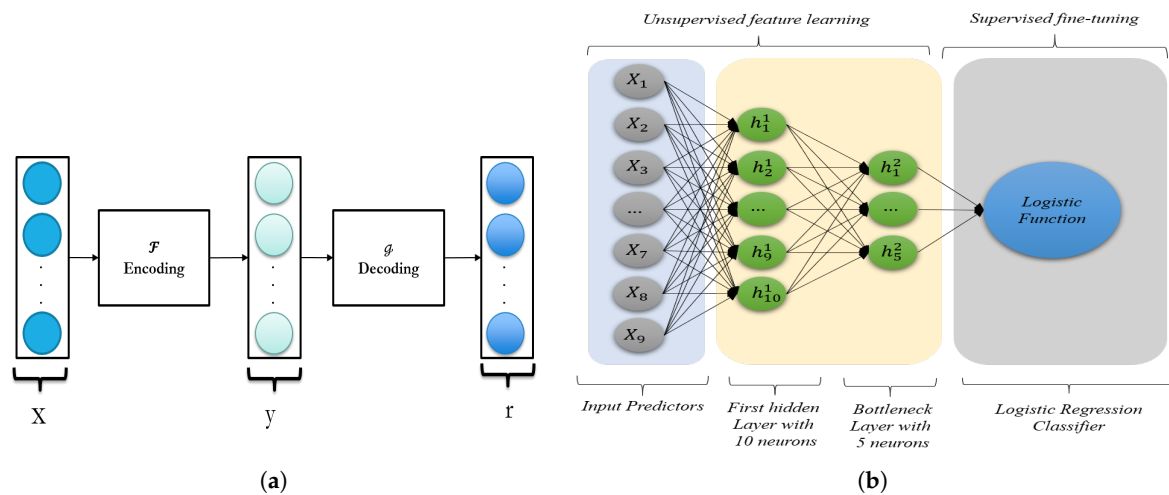 𝓕
Encoding
𝓰
Decoding
X
y
r
(a)
Unsupervised feature learning
Supervised fine-tuning
X₁
X₂
X₃
...
X₇
X₈
X₉
h₁¹
h₂¹
...
h₉¹
h₁₀¹
h₁²
...
h₅²
Logistic
Function
Input Predictors
First hidden
Layer with
10 neurons
Bottleneck
Layer with
5 neurons
Logistic Regression
Classifier
(b)